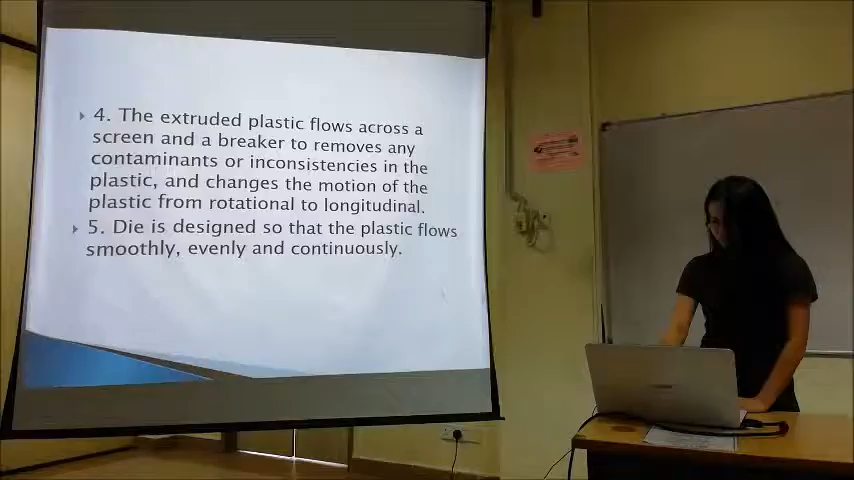 4. The extruded plastic flows across a
screen and a breaker to removes any
contaminants or inconsistencies in the
plastic, and changes the motion of the
plastic from rotational to longitudinal.
5. Die is designed so that the plastic flows
smoothly, evenly and continuously.